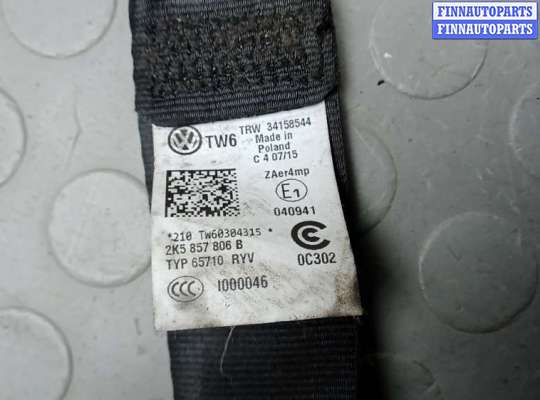 FINNAUTOPARTS
FINNAUTOPARTS
TW6
TRW 34158544
Made in
Poland
C 4 07/15
ZAer4mp
E1
040941
*210 TW60304315 *
2K5 857 806 B
TYP 65710 RYV
0C302
CCC
I000046